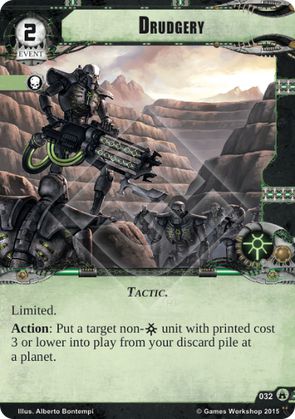 2
DRUDGERY
EVENT
TACTIC.
Limited.
Action: Put a target non- unit with printed cost
3 or lower into play from your discard pile at
a planet.
032
Illus. Alberto Bontempi
© Games Workshop 2015